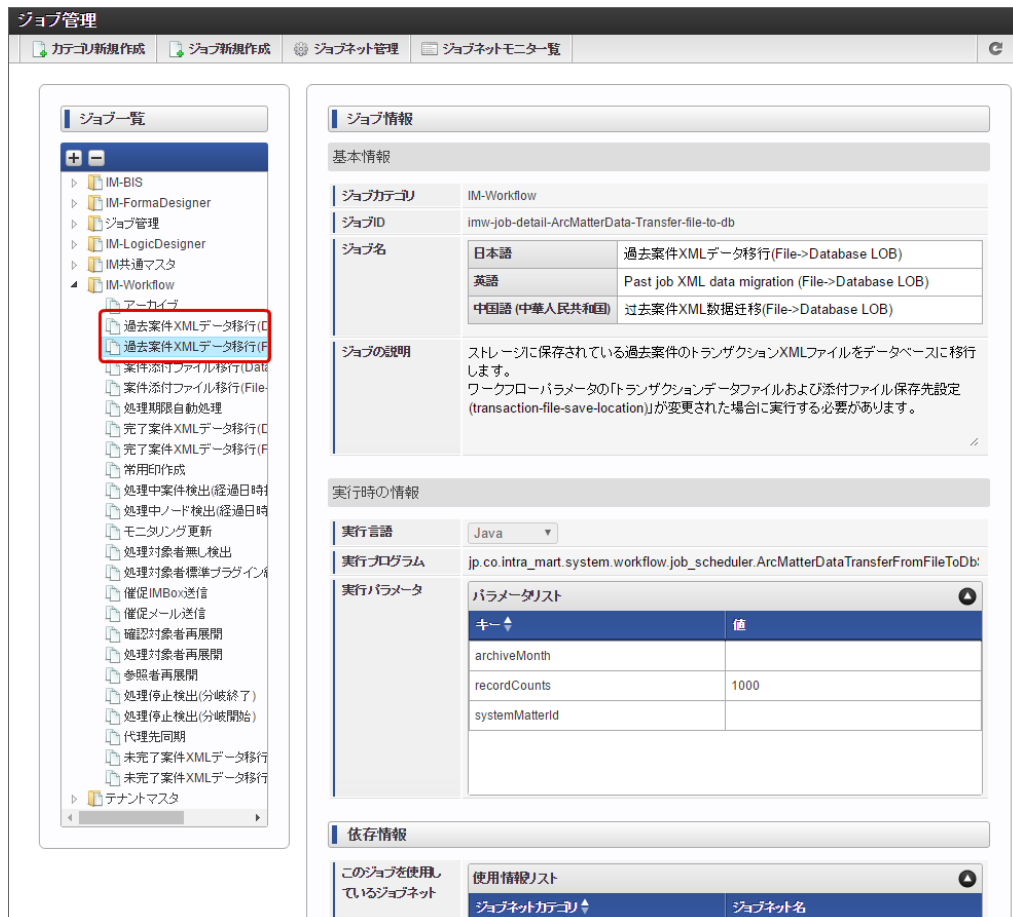 ジョブ管理
カテゴリ新規作成 ジョブ新規作成 ジョブネット管理 ジョブネットモニター覧
ジョブ一覧
IM-BIS
IM-FormaDesigner
ジョブ管理
IM-LogicDesigner
IM共通マスタ
IM-Workflow
アーカイブ
過去案件XMLデータ移行(D
過去案件XMLデータ移行(F
案件添付ファイル移行(Data
案件添付ファイル移行(File-
処理期限自動処理
完了案件XMLデータ移行(D
完了案件XMLデータ移行(F
常用印作成
処理中案件検出(経過日時
処理中ノード検出(経過日時
モニタリング更新
処理対象者無し検出
処理対象者標準プラグイン
催促IMBox送信
催促メール送信
確認対象者再展開
処理対象者再展開
参照者再展開
処理停止検出(分岐終了)
処理停止検出(分岐開始)
代理先同期
未完了案件XMLデータ移行
未完了案件XMLデータ移行
テナントマスタ
ジョブ情報
基本情報
ジョブカテゴリ IM-Workflow
ジョブID imw-job-detail-ArcMatterData-Transfer-file-to-db
ジョブ名
日本語 過去案件XMLデータ移行(File->Database LOB)
英語 Past job XML data migration (File->Database LOB)
中国語 (中華人民共和国) 过去案件XML数据迁移(File->Database LOB)
ジョブの説明 ストレージに保存されている過去案件のトランザクションXMLファイルをデータベースに移行
します。
ワークフローパラメータの「トランザクションデータファイルおよび添付ファイル保存先設定
(transaction-file-save-location)」が変更された場合に実行する必要があります。
実行時の情報
実行言語 Java
実行プログラム jp.co.intra_mart.system.workflow.job_scheduler.ArcMatterDataTransferFromFileToDb
実行パラメータ パラメータリスト
キー 値
archiveMonth
recordCounts 1000
systemMatterId
依存情報
このジョブを使用し
ているジョブネット
使用情報リスト
ジョブネットカテゴリ ジョブネット名